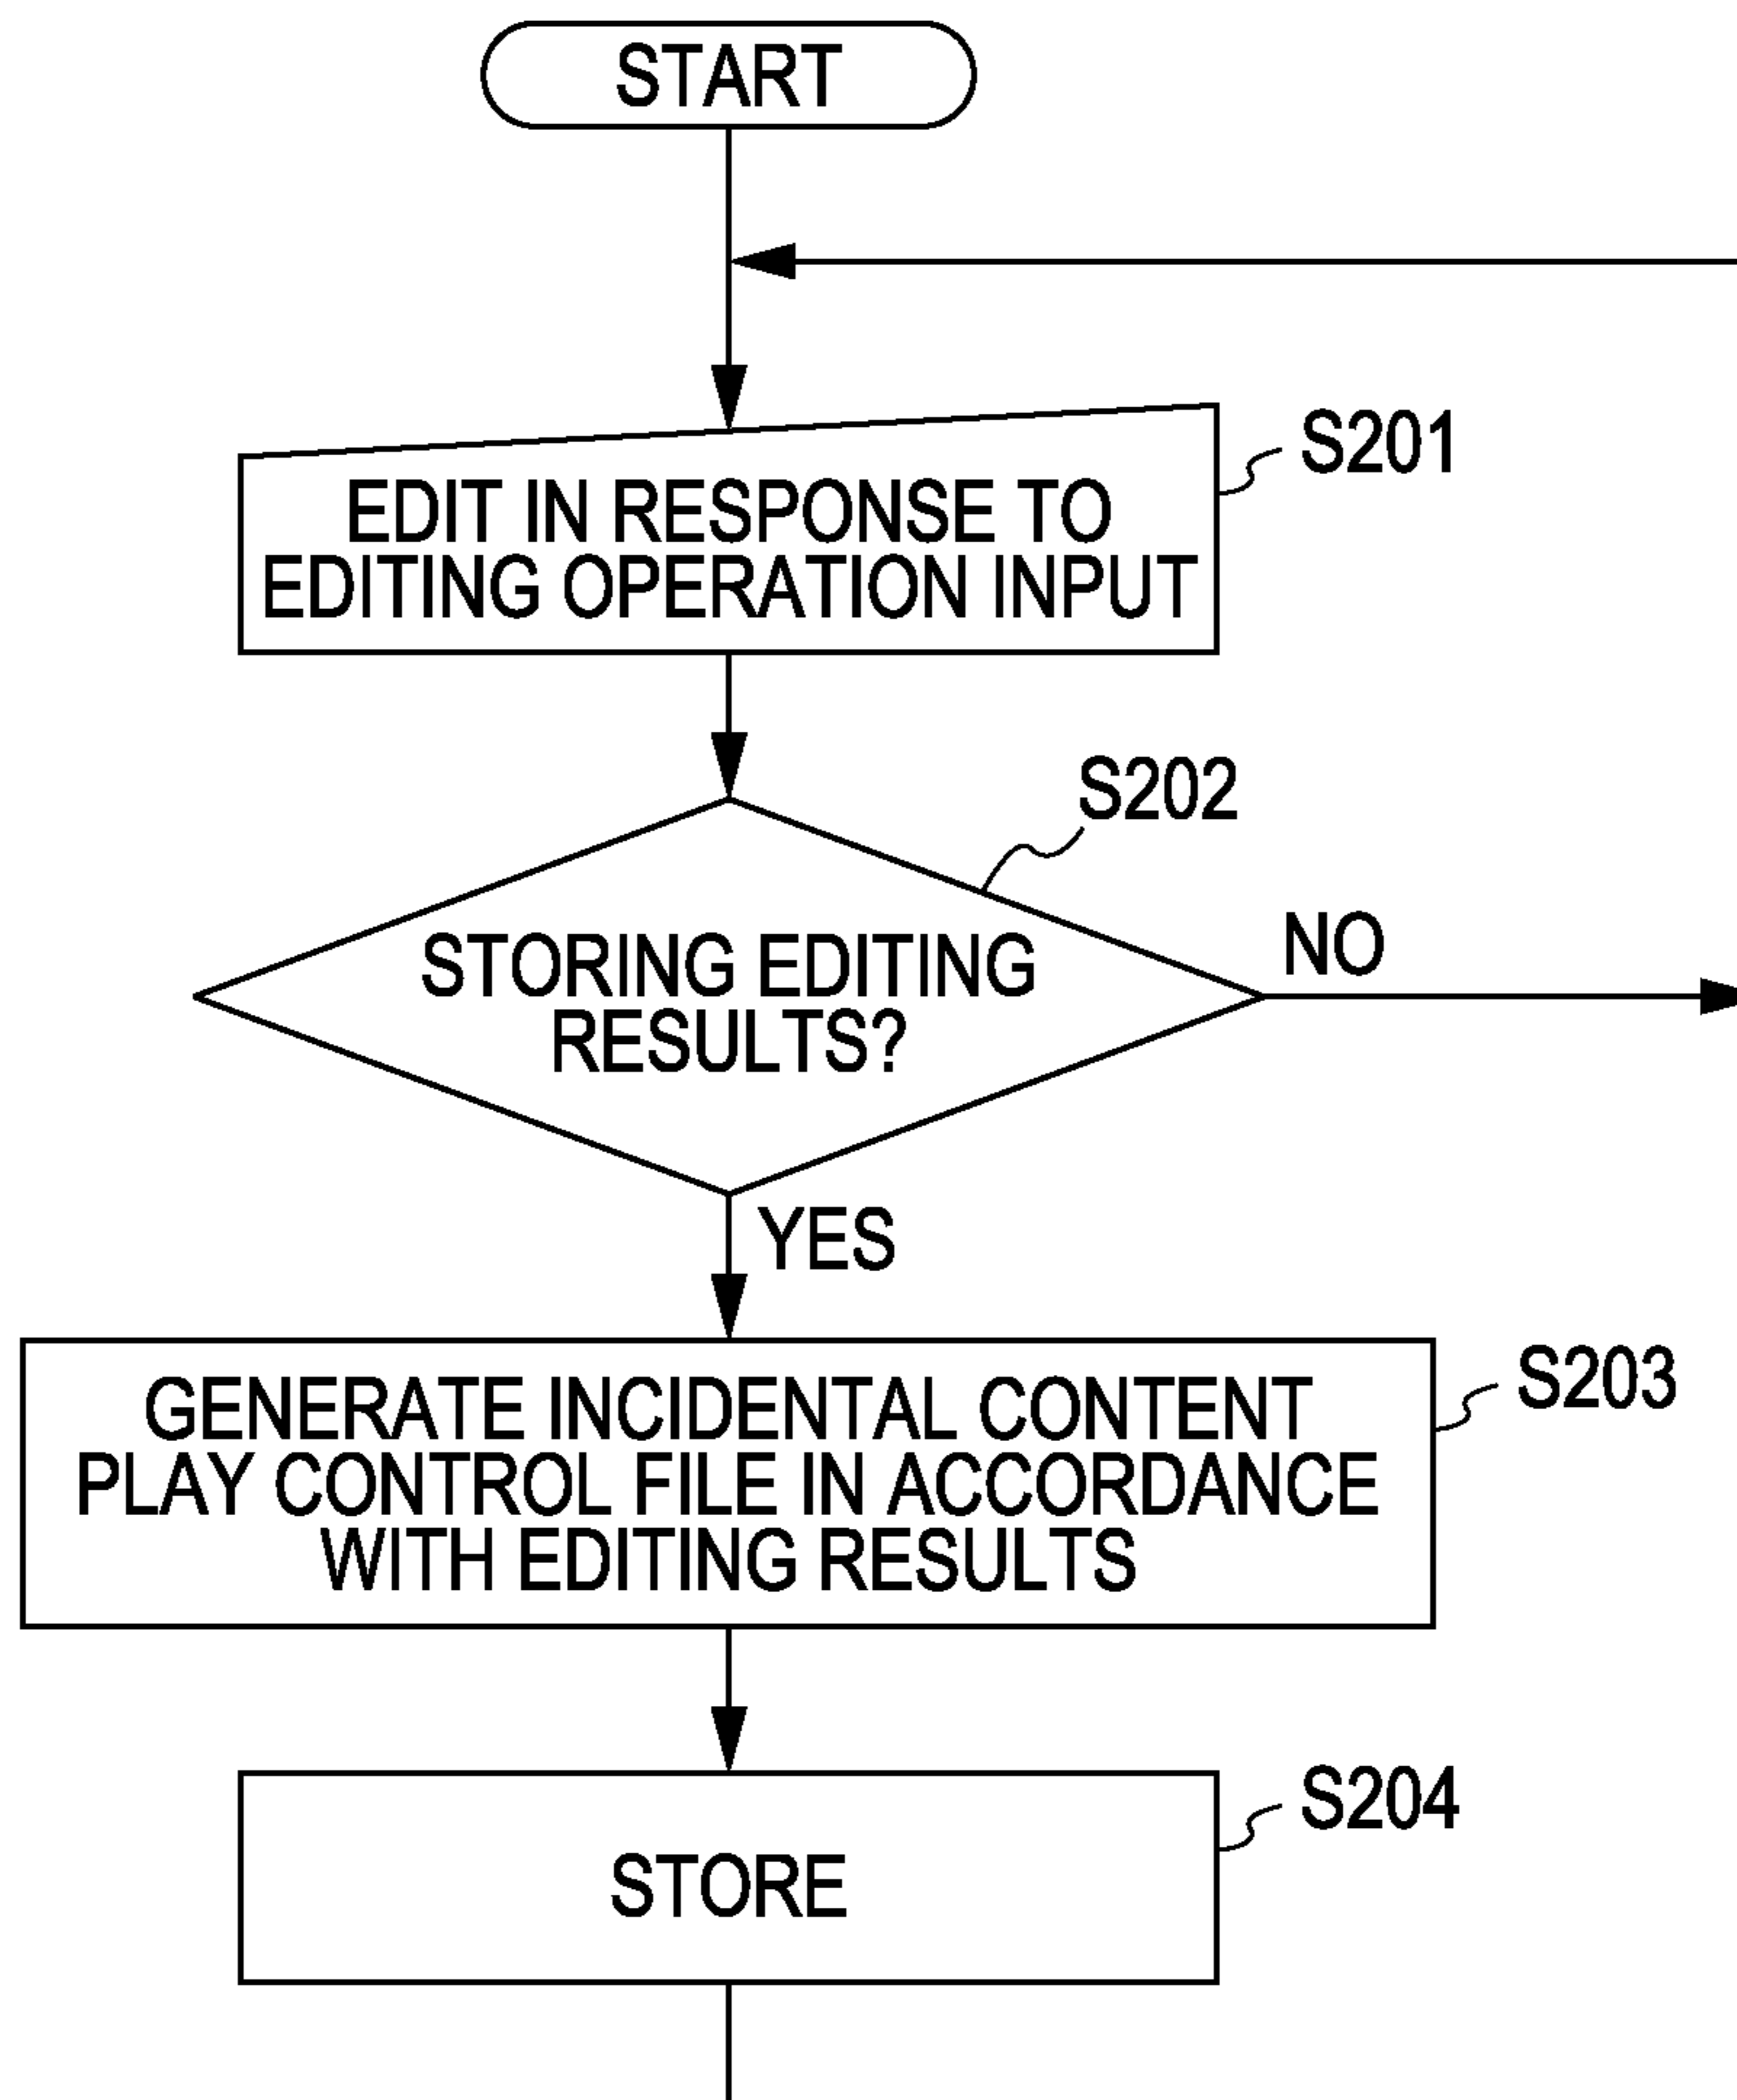 START
S201
EDIT IN RESPONSE TO
EDITING OPERATION INPUT
S202
STORING EDITING
RESULTS?
NO
YES
S203
GENERATE INCIDENTAL CONTENT
PLAY CONTROL FILE IN ACCORDANCE
WITH EDITING RESULTS
S204
STORE